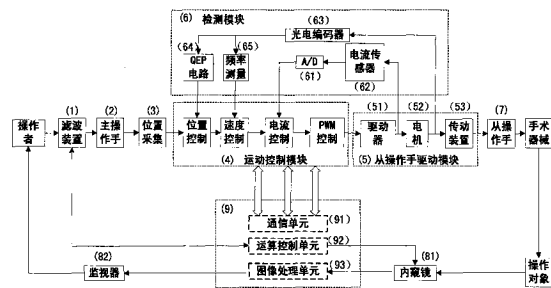 (6) 检测模块
(63)
光电编码器
(64)
(65)
QEP
电路
频率
测量
A/D
(61)
电流传
感器
(62)
(1)
(2)
(3)
(51)
(52)
(53)
(7)
操作
者
滤波
装置
主操
作手
位置
采集
位置
控制
速度
控制
电流
控制
PWM
控制
驱动
器
电
机
传动
装置
从操
作手
手术
器械
(4) 运动控制模块
(5) 从操作手驱动模块
(9)
通信单元
(91)
运算控制单元
(92)
图像处理单元
(93)
(82)
监视器
(81)
内窥镜
操作
对象